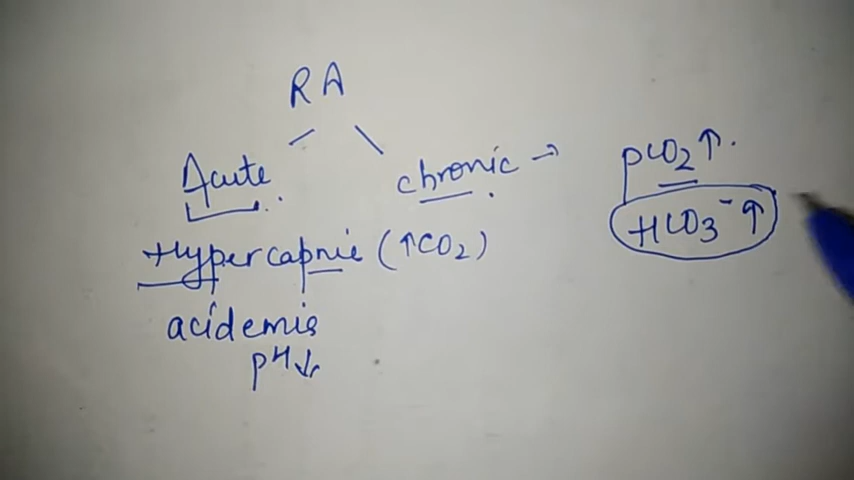 RA
Acute
chronic → pCO₂↑.
HCO₃⁻↑
Hypercapnie (↑CO₂)
acidemia
pH↓